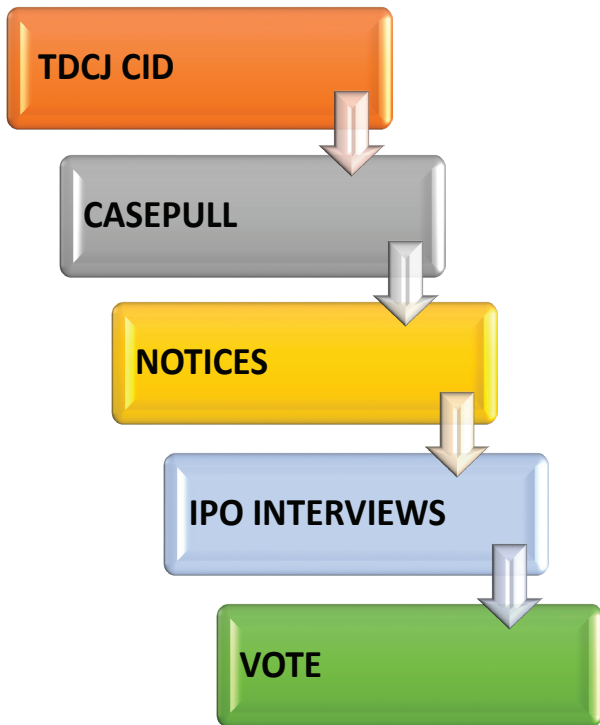 TDCJ CID
CASEPULL
NOTICES
IPO INTERVIEWS
VOTE